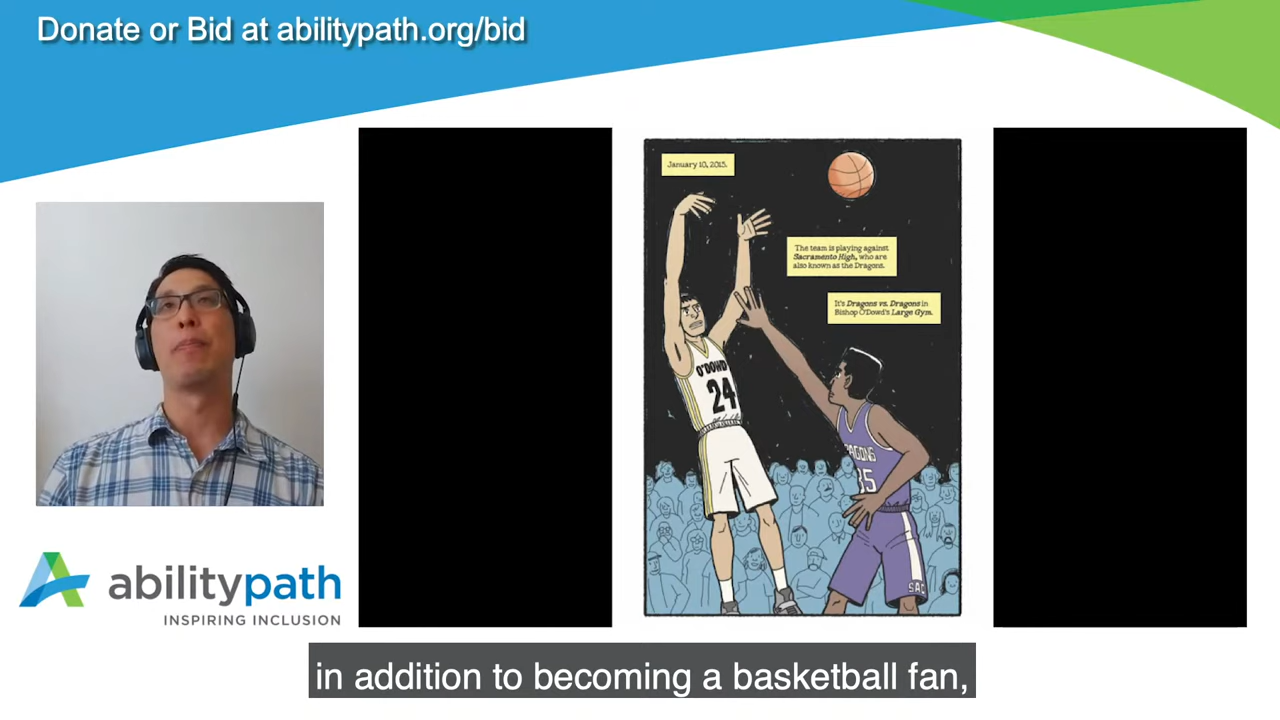 Donate or Bid at abilitypath.org/bid
January 10, 2015.
The team is playing against
Sacramento High, who are
also known as the Dragons.
It's Dragons vs. Dragons in
Bishop O'Dowd's Large Gym.
O'DOWD
24
35
SAC
abilitypath
INSPIRING INCLUSION
in addition to becoming a basketball fan,